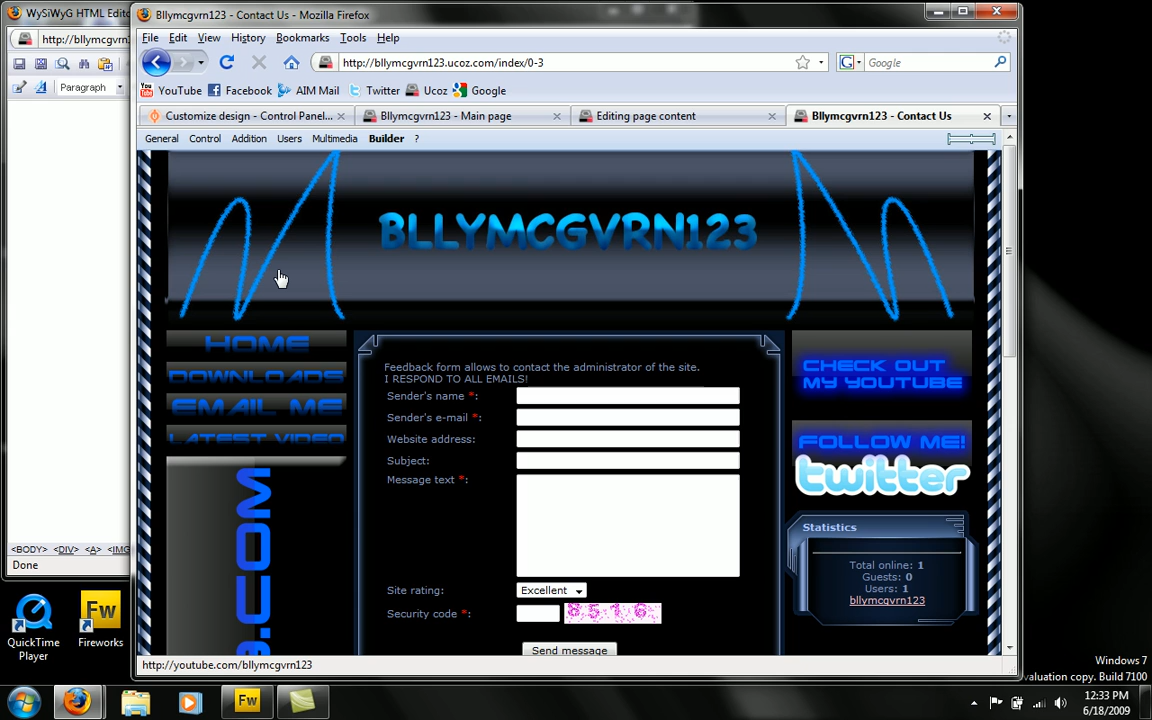 WySiWyG HTML Edito
http://bllymc
Paragraph
<BODY> <DIV> <A> <IMG
Done
Bllymcgvrn123 - Contact Us - Mozilla Firefox
File Edit View History Bookmarks Tools Help
http://bllymcgvrn123.ucoz.com/index/0-3
Google
YouTube Facebook AIM Mail Twitter Ucoz Google
Customize design - Control Panel... Bllymcgvrn123 - Main page Editing page content Bllymcgvrn123 - Contact Us
General Control Addition Users Multimedia Builder ?
BLLYMCGVRN123
HOME
DOWNLOADS
EMAIL ME
LATEST VIDEO
.COM
Feedback form allows to contact the administrator of the site.
I RESPOND TO ALL EMAILS!
Sender's name *:
Sender's e-mail *:
Website address:
Subject:
Message text *:
Site rating: Excellent
Security code *: 8516
Send message
CHECK OUT
MY YOUTUBE
FOLLOW ME!
twitter
Statistics
Total online: 1
Guests: 0
Users: 1
bllymcgvrn123
http://youtube.com/bllymcgvrn123
QuickTime
Player
Fw
Fireworks
Windows 7
valuation copy. Build 7100
Fw
12:33 PM
6/18/2009